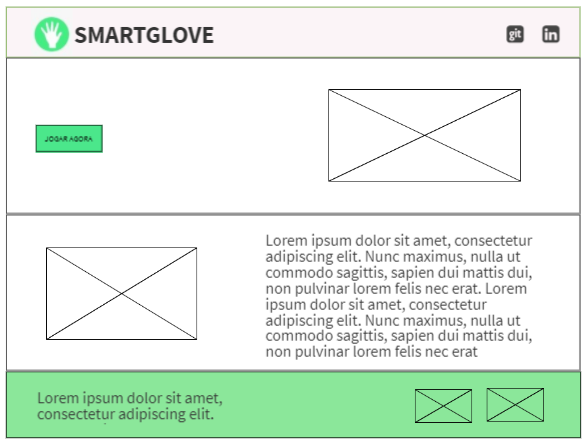 SMARTGLOVE
git
in
JOGAR AGORA
Lorem ipsum dolor sit amet, consectetur
adipiscing elit. Nunc maximus, nulla ut
commodo sagittis, sapien dui mattis dui,
non pulvinar lorem felis nec erat. Lorem
ipsum dolor sit amet, consectetur
adipiscing elit. Nunc maximus, nulla ut
commodo sagittis, sapien dui mattis dui,
non pulvinar lorem felis nec erat
Lorem ipsum dolor sit amet,
consectetur adipiscing elit.